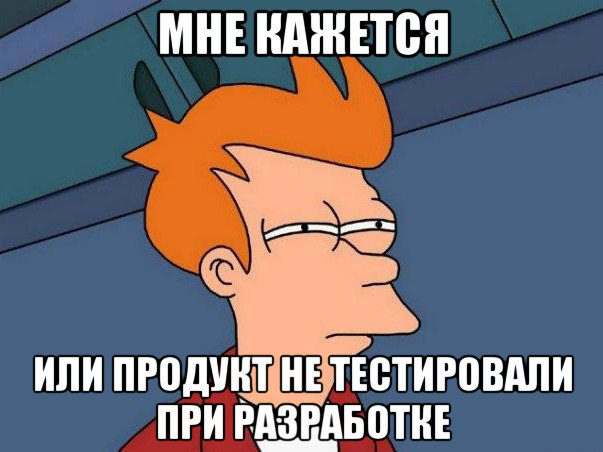 МНЕ КАЖЕТСЯ
ИЛИ ПРОДУКТ НЕ ТЕСТИРОВАЛИ
ПРИ РАЗРАБОТКЕ